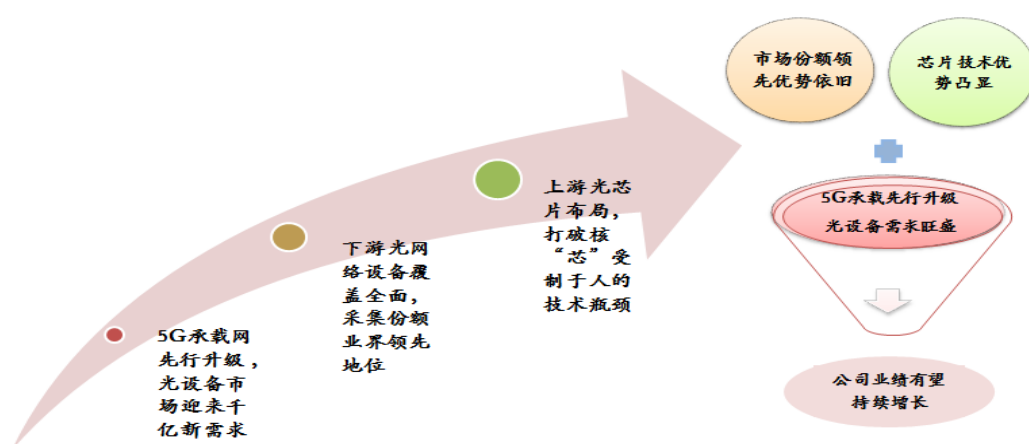 5G承载网
先行升级，
光设备市
场迎来千
亿新需求
下游光网
络设备覆
盖全面，
采集份额
业界领先
地位
上游光芯
片布局，
打破核
“芯”受
制于人的
技术瓶颈
市场份额领
先优势依旧
芯片技术优
势凸显
5G承载先行升级
光设备需求旺盛
公司业绩有望
持续增长